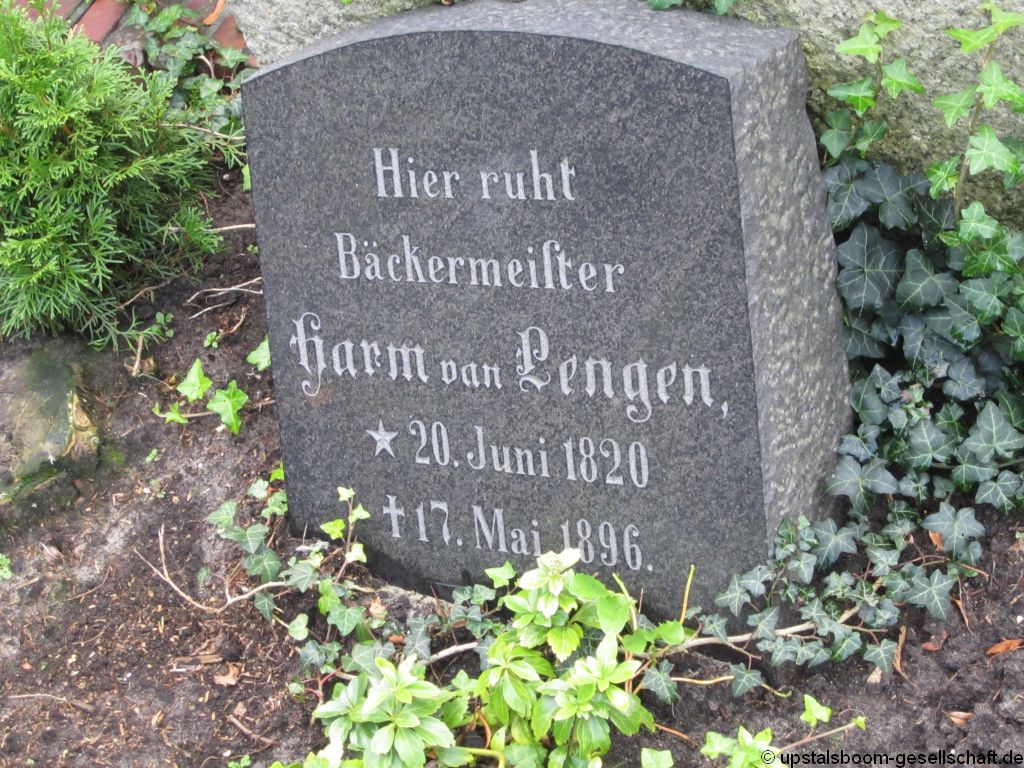 Hier ruht
Bäckermeiſter
Harm van Lengen,
* 20. Juni 1820
† 17. Mai 1896.
© upstalsboom-gesellschaft.de